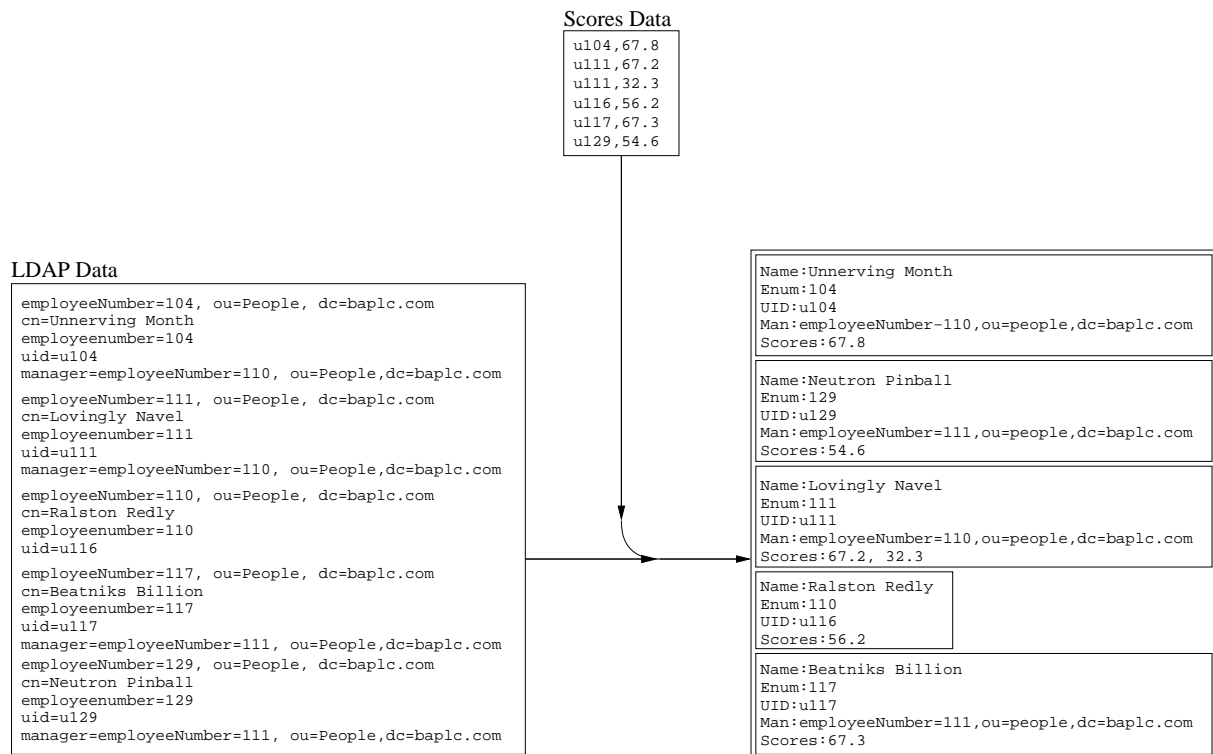 Scores Data
u104,67.8
u111,67.2
u111,32.3
u116,56.2
u117,67.3
u129,54.6
LDAP Data
employeeNumber=104, ou=People, dc=baplc.com
cn=Unnerving Month
employeenumber=104
uid=u104
manager=employeeNumber=110, ou=People,dc=baplc.com
employeeNumber=111, ou=People, dc=baplc.com
cn=Lovingly Navel
employeenumber=111
uid=u111
manager=employeeNumber=110, ou=People,dc=baplc.com
employeeNumber=110, ou=People, dc=baplc.com
cn=Ralston Redly
employeenumber=110
uid=u116
employeeNumber=117, ou=People, dc=baplc.com
cn=Beatniks Billion
employeenumber=117
uid=u117
manager=employeeNumber=111, ou=People,dc=baplc.com
employeeNumber=129, ou=People, dc=baplc.com
cn=Neutron Pinball
employeenumber=129
uid=u129
manager=employeeNumber=111, ou=People,dc=baplc.com
Name:Unnerving Month
Enum:104
UID:u104
Man:employeeNumber-110,ou=people,dc=baplc.com
Scores:67.8
Name:Neutron Pinball
Enum:129
UID:u129
Man:employeeNumber=111,ou=people,dc=baplc.com
Scores:54.6
Name:Lovingly Navel
Enum:111
UID:u111
Man:employeeNumber=110,ou=people,dc=baplc.com
Scores:67.2, 32.3
Name:Ralston Redly
Enum:110
UID:u116
Scores:56.2
Name:Beatniks Billion
Enum:117
UID:u117
Man:employeeNumber=111,ou=people,dc=baplc.com
Scores:67.3